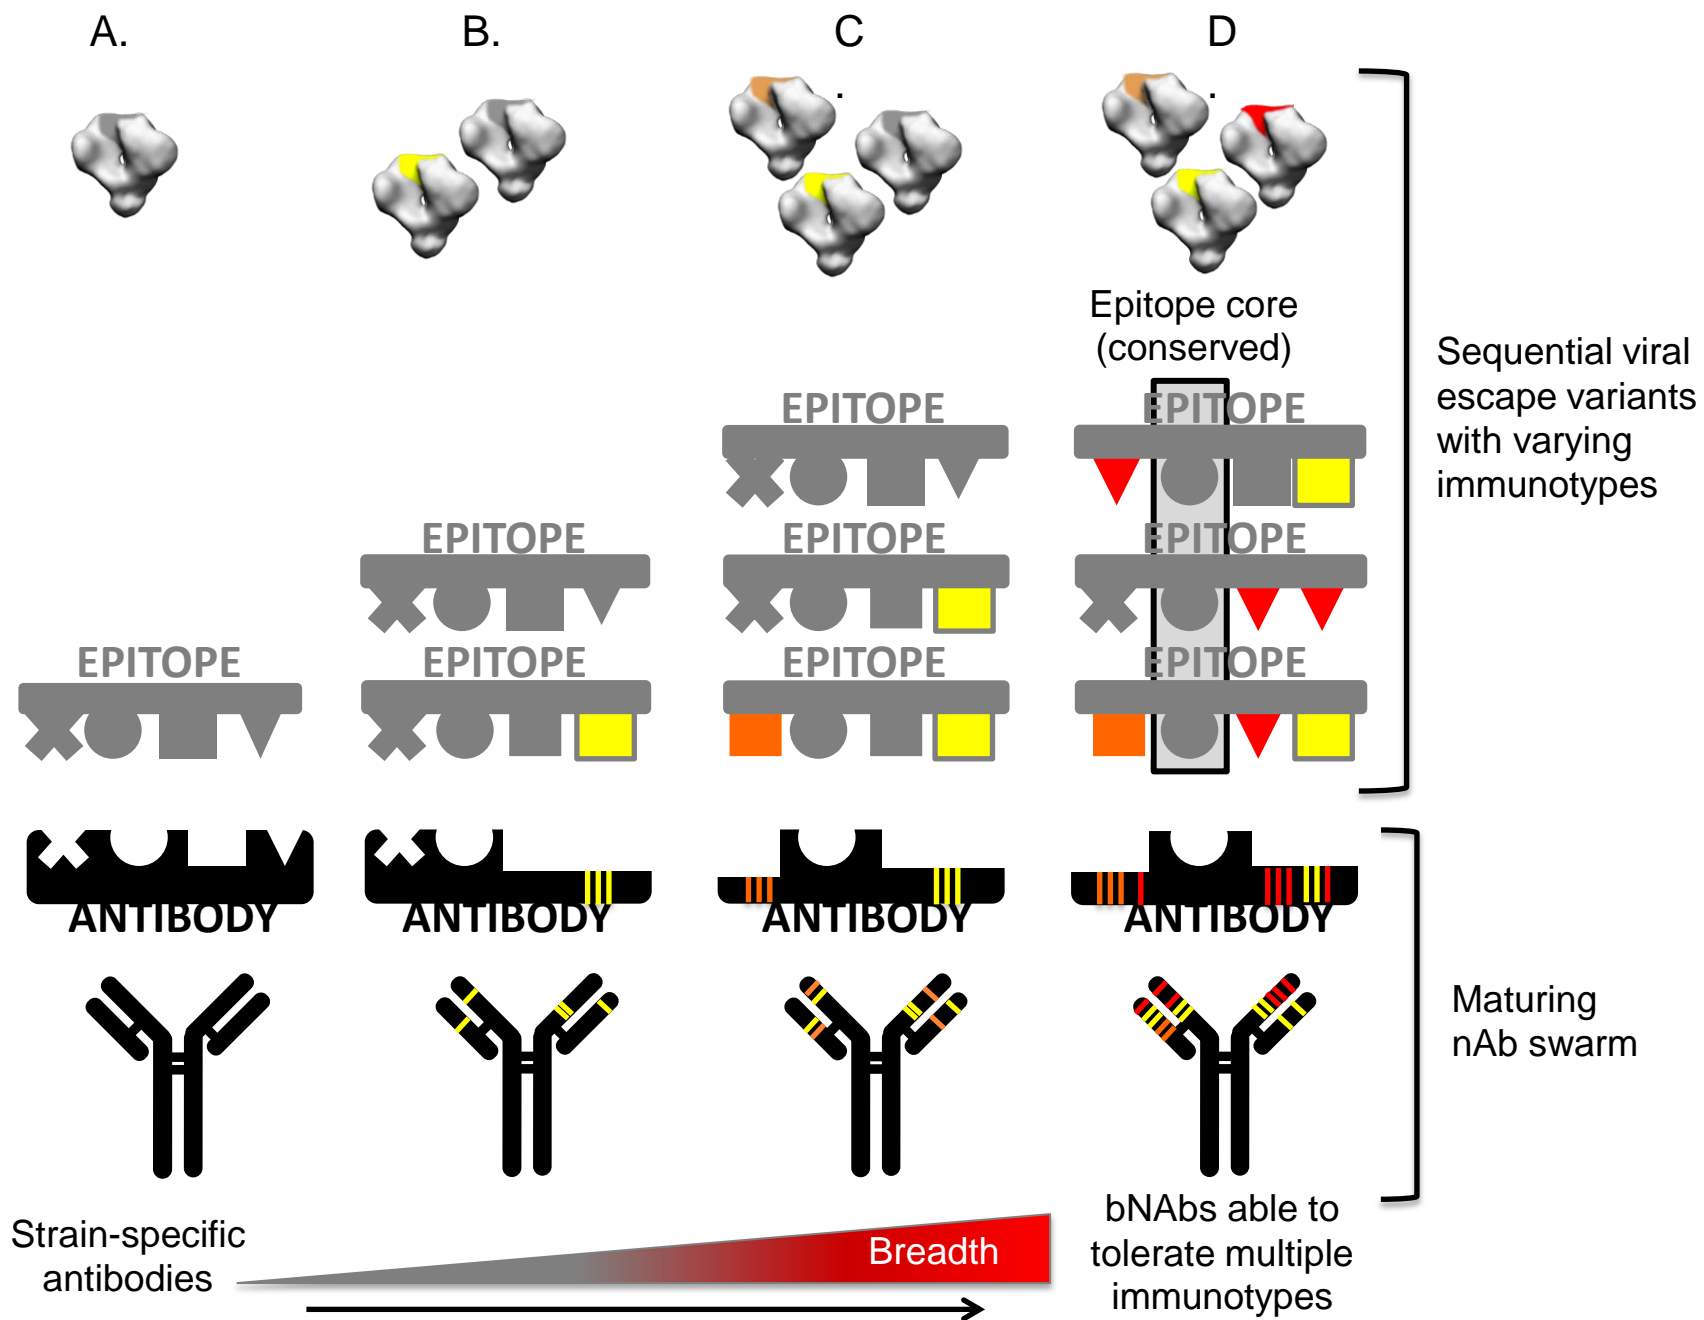 A.
B.
C
.
D
.
Epitope core
(conserved)
Sequential viral
escape variants
with varying
immunotypes
EPITOPE
EPITOPE
EPITOPE
EPITOPE
EPITOPE
EPITOPE
EPITOPE
EPITOPE
EPITOPE
ANTIBODY
ANTIBODY
ANTIBODY
ANTIBODY
Maturing
nAb swarm
Strain-specific
antibodies
Breadth
bNAbs able to
tolerate multiple
immunotypes